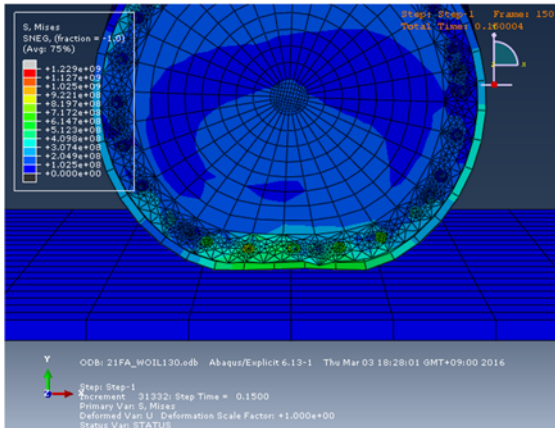 S, Mises
SNEG, (fraction = -1.0)
(Avg: 75%)
+1.229e+09
+1.127e+09
+1.025e+09
+9.221e+08
+8.197e+08
+7.172e+08
+6.147e+08
+5.123e+08
+4.098e+08
+3.074e+08
+2.049e+08
+1.025e+08
+0.000e+00
Step: Step-1 Frame: 150
Total Time: 0.160004
Y
X
Z
X
ODB: 21FA_WOIL130.odb Abaqus/Explicit 6.13-1 Thu Mar 03 18:28:01 GMT+09:00 2016
Step: Step-1
Increment 31332: Step Time = 0.1500
Primary Var: S, Mises
Deformed Var: U Deformation Scale Factor: +1.000e+00
Status Var: STATUS